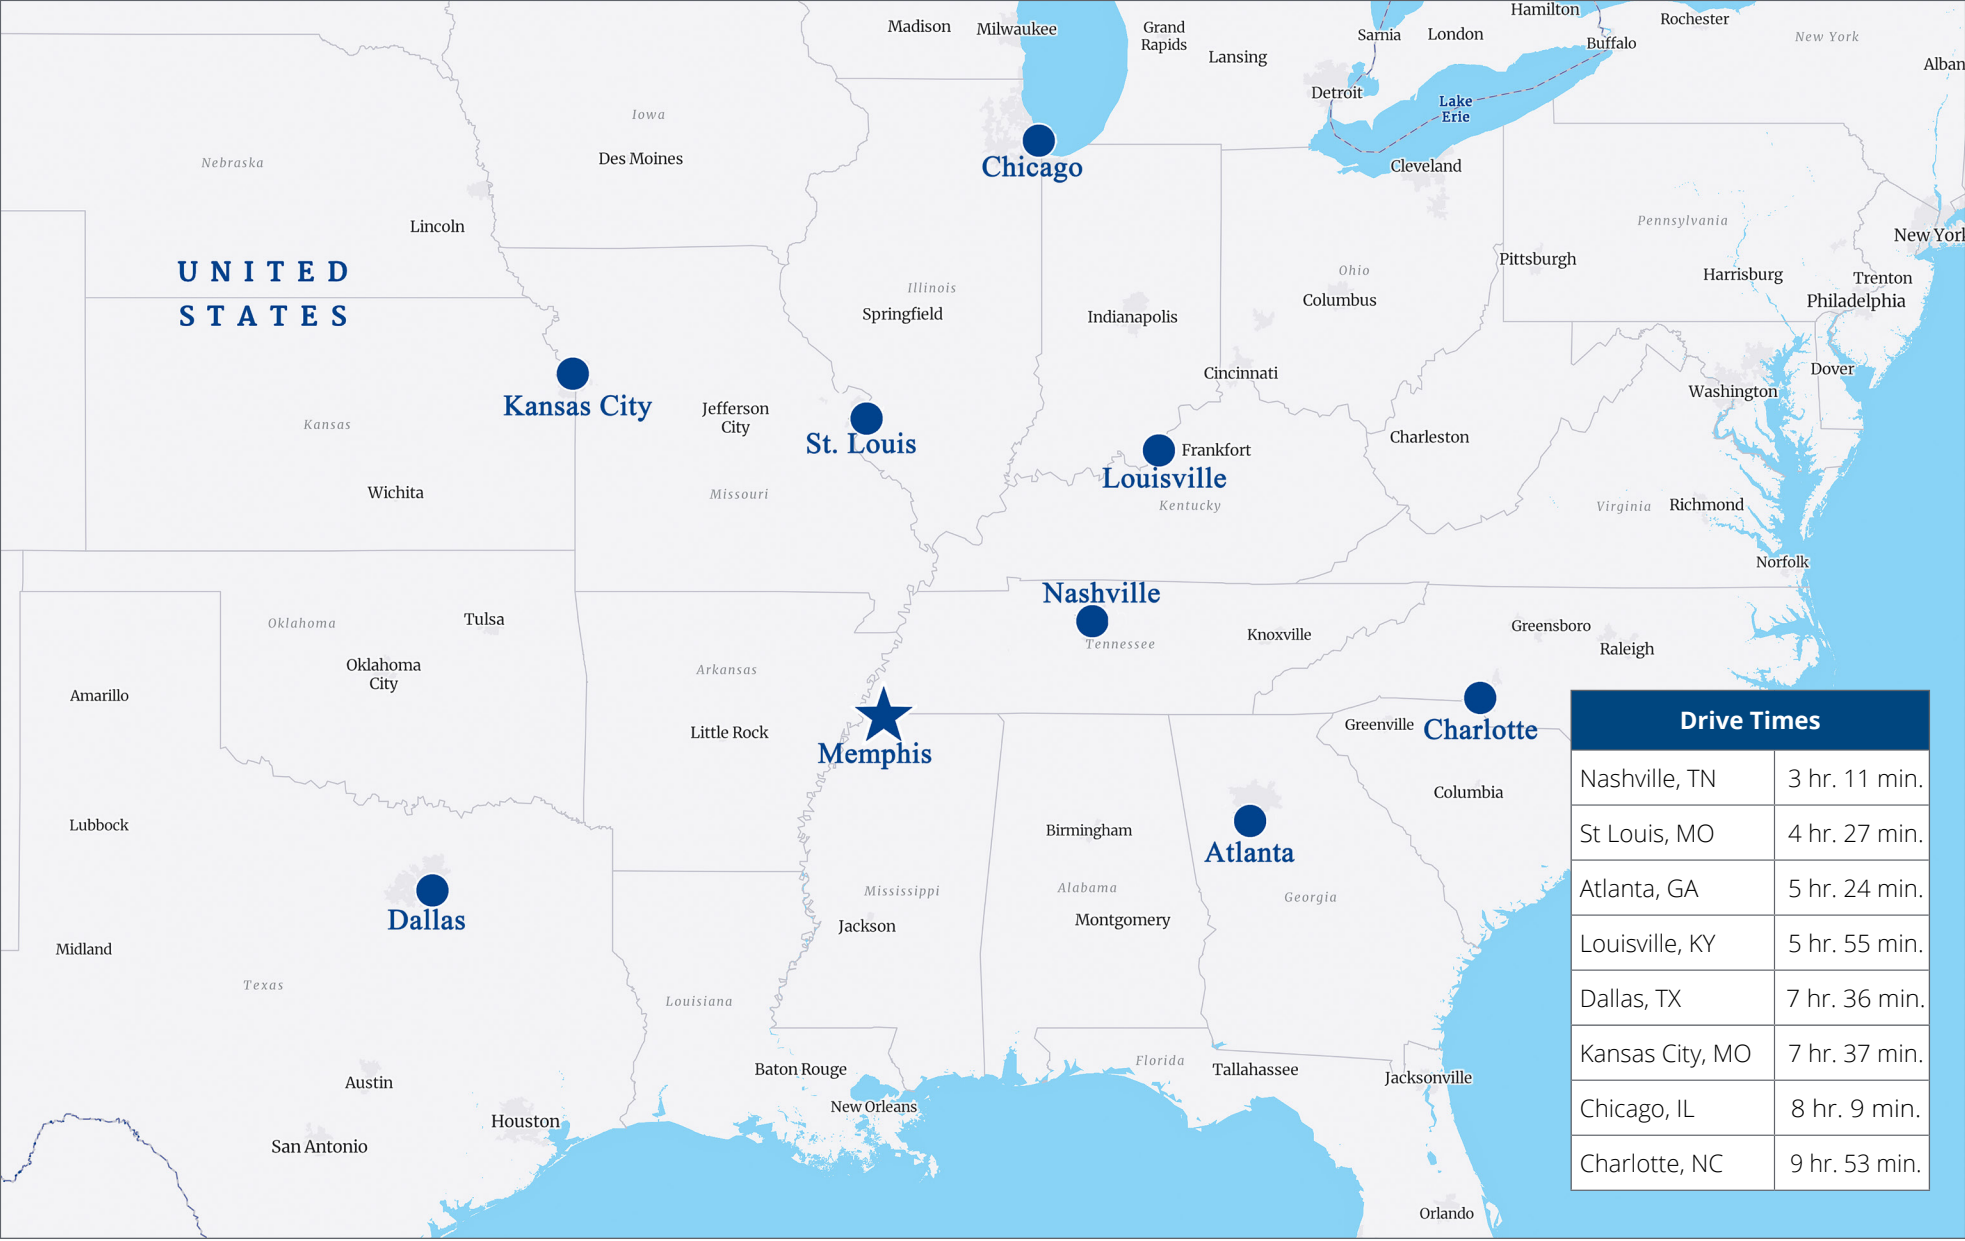 Madison
Milwaukee
Grand
Rapids
Lansing
Sarnia
London
Hamilton
Buffalo
Rochester
New York
Alban
Detroit
Lake
Erie
Iowa
Des Moines
Nebraska
Chicago
Cleveland
Lincoln
Pennsylvania
New York
UNITED
STATES
Pittsburgh
Harrisburg
Trenton
Philadelphia
Ohio
Columbus
Illinois
Springfield
Indianapolis
Cincinnati
Dover
Washington
Kansas City
Jefferson
City
St. Louis
Kansas
Frankfort
Louisville
Kentucky
Charleston
Wichita
Missouri
Virginia
Richmond
Norfolk
Nashville
Tennessee
Knoxville
Greensboro
Raleigh
Oklahoma
Tulsa
Oklahoma
City
Arkansas
Amarillo
Little Rock
Memphis
Greenville
Charlotte
Columbia
Lubbock
Birmingham
Atlanta
Dallas
Mississippi
Alabama
Georgia
Jackson
Montgomery
Midland
Texas
Louisiana
Florida
Tallahassee
Jacksonville
Baton Rouge
New Orleans
Austin
Houston
San Antonio
Orlando
Drive Times
Nashville, TN 3 hr. 11 min.
St Louis, MO 4 hr. 27 min.
Atlanta, GA 5 hr. 24 min.
Louisville, KY 5 hr. 55 min.
Dallas, TX 7 hr. 36 min.
Kansas City, MO 7 hr. 37 min.
Chicago, IL 8 hr. 9 min.
Charlotte, NC 9 hr. 53 min.